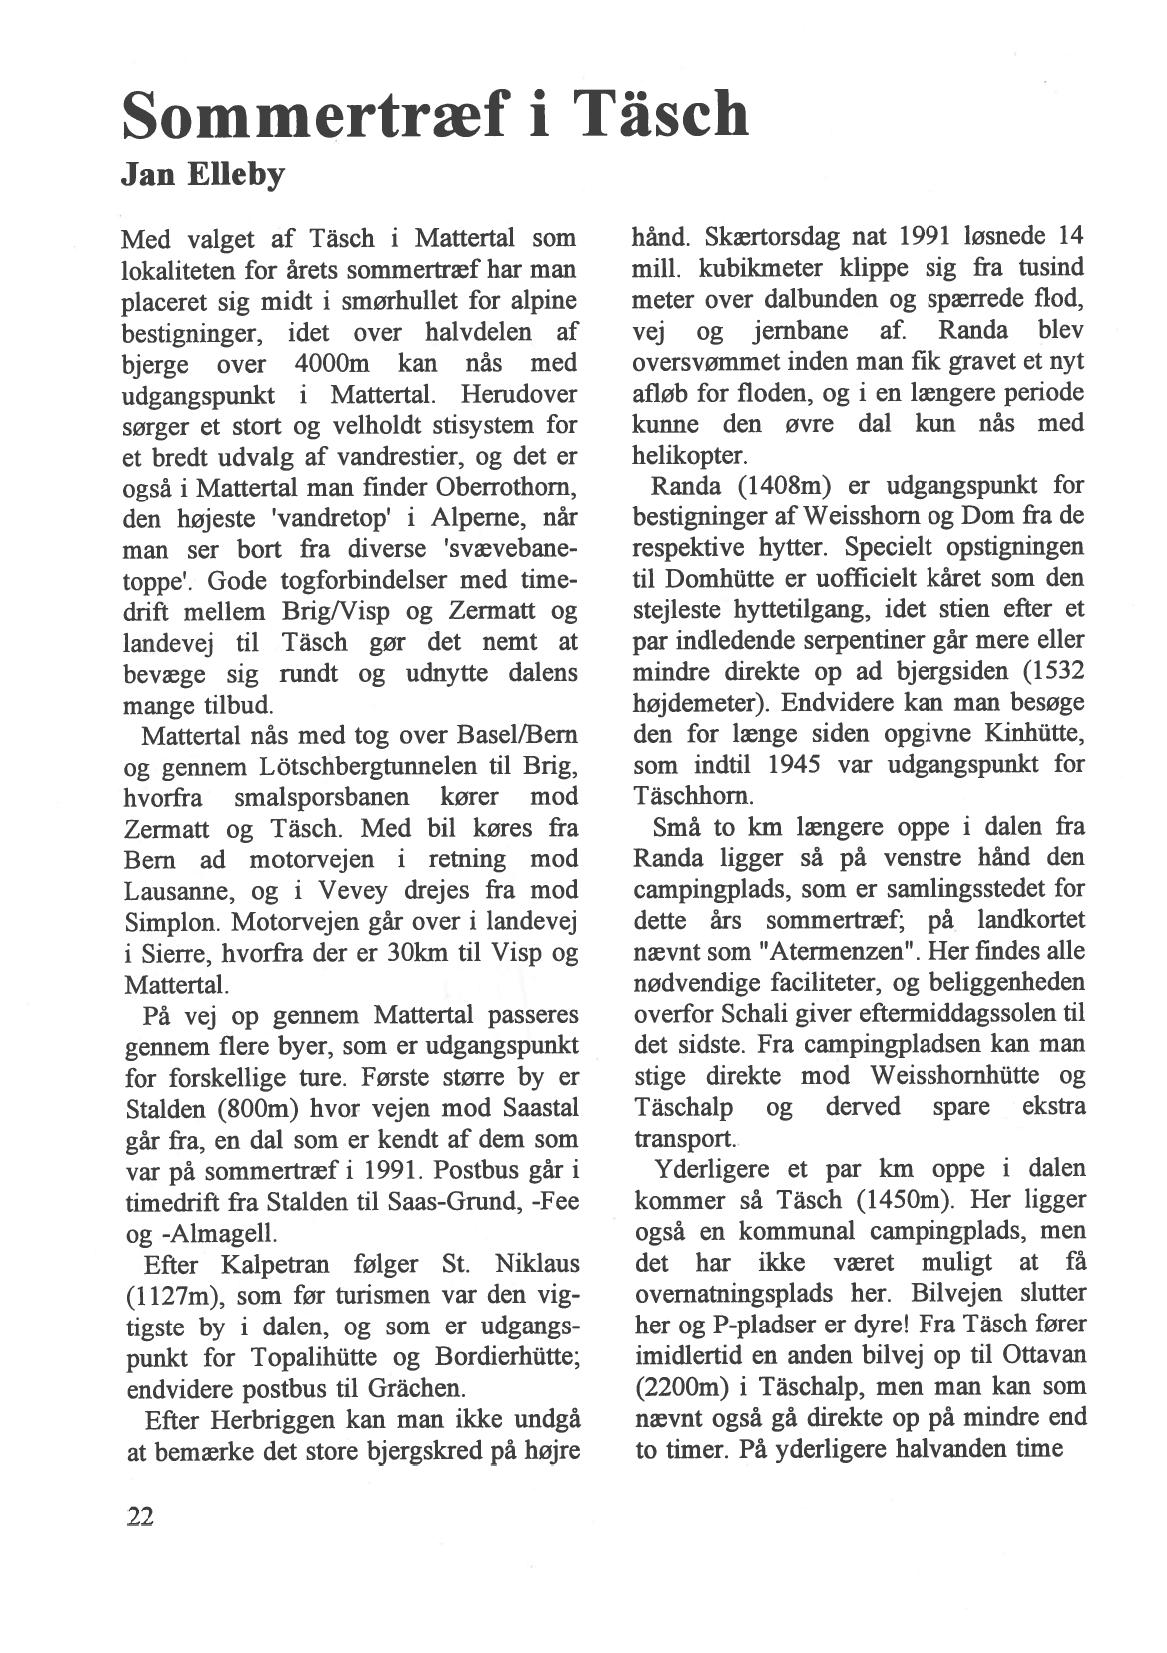 Sommertræf i Täsch
Jan Elleby
Med valget af Täsch i Mattertal som
lokaliteten for årets sommertræf har man
placeret sig midt i smørhullet for alpine
bestigninger, idet over halvdelen af
bjerge over 4000m kan nås med
udgangspunkt i Mattertal. Herudover
sørger et stort og velholdt stisystem for
et bredt udvalg af vandrestier, og det er
også i Mattertal man finder Oberrothorn,
den højeste 'vandretop' i Alperne, når
man ser bort fra diverse 'svævebane-
toppe'. Gode togforbindelser med time-
drift mellem Brig/Visp og Zermatt og
landevej til Täsch gør det nemt at
bevæge sig rundt og udnytte dalens
mange tilbud.
Mattertal nås med tog over Basel/Bern
og gennem Lötschbergtunnelen til Brig,
hvorfra smalsporsbanen kører mod
Zermatt og Täsch. Med bil køres fra
Bern ad motorvejen i retning mod
Lausanne, og i Vevey drejes fra mod
Simplon. Motorvejen går over i landevej
i Sierre, hvorfra der er 30km til Visp og
Mattertal.
På vej op gennem Mattertal passeres
gennem flere byer, som er udgangspunkt
for forskellige ture. Første større by er
Stalden (800m) hvor vejen mod Saastal
går fra, en dal som er kendt af dem som
var på sommertræf i 1991. Postbus går i
timedrift fra Stalden til Saas-Grund, -Fee
og -Almagell.
Efter Kalpetran følger St. Niklaus
(1127m), som før turismen var den vig-
tigste by i dalen, og som er udgangs-
punkt for Topalihütte og Bordierhütte;
endvidere postbus til Grächen.
Efter Herbriggen kan man ikke undgå
at bemærke det store bjergskred på højre
hånd. Skærtorsdag nat 1991 løsnede 14
mill. kubikmeter klippe sig fra tusind
meter over dalbunden og spærrede flod,
vej og jernbane af. Randa blev
oversvømmet inden man fik gravet et nyt
afløb for floden, og i en længere periode
kunne den øvre dal kun nås med
helikopter.
Randa (1408m) er udgangspunkt for
bestigninger af Weisshorn og Dom fra de
respektive hytter. Specielt opstigningen
til Domhütte er uofficielt kåret som den
stejleste hyttetilgang, idet stien efter et
par indledende serpentiner går mere eller
mindre direkte op ad bjergsiden (1532
højdemeter). Endvidere kan man besøge
den for længe siden opgivne Kinhütte,
som indtil 1945 var udgangspunkt for
Täschhorn.
Små to km længere oppe i dalen fra
Randa ligger så på venstre hånd den
campingplads, som er samlingsstedet for
dette års sommertræf; på landkortet
nævnt som "Atermenzen". Her findes alle
nødvendige faciliteter, og beliggenheden
overfor Schali giver eftermiddagssolen til
det sidste. Fra campingpladsen kan man
stige direkte mod Weisshornhütte og
Täschalp og derved spare ekstra
transport.
Yderligere et par km oppe i dalen
kommer så Täsch (1450m). Her ligger
også en kommunal campingplads, men
det har ikke været muligt at få
overnatningsplads her. Bilvejen slutter
her og P-pladser er dyre! Fra Täsch fører
imidlertid en anden bilvej op til Ottavan
(2200m) i Täschalp, men man kan som
nævnt også gå direkte op på mindre end
to timer. På yderligere halvanden time
22